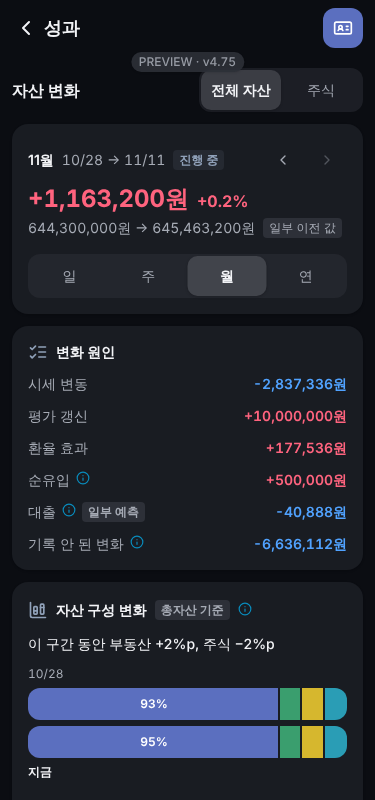 성과
PREVIEW · v4.75
자산 변화
전체 자산 주식
11월 10/28 → 11/11 진행 중
+1,163,200원 +0.2%
644,300,000원 → 645,463,200원 일부 이전 값
일 주 월 연
변화 원인
시세 변동 -2,837,336원
평가 갱신 +10,000,000원
환율 효과 +177,536원
순유입 +500,000원
대출 일부 예측 -40,888원
기록 안 된 변화 -6,636,112원
자산 구성 변화 총자산 기준
이 구간 동안 부동산 +2%p, 주식 −2%p
10/28
93%
95%
지금